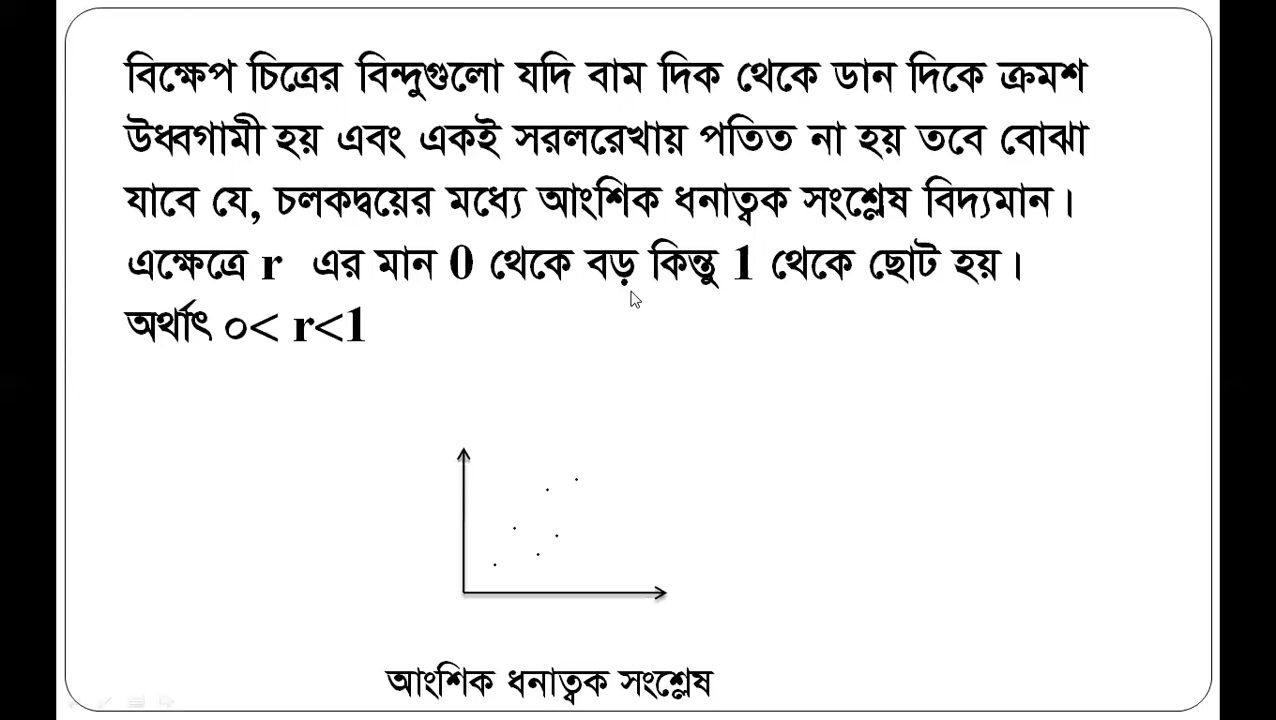 বিক্ষেপ চিত্রের বিন্দুগুলো যদি বাম দিক থেকে ডান দিকে ক্রমশ
উধ্বগামী হয় এবং একই সরলরেখায় পতিত না হয় তবে বোঝা
যাবে যে, চলকদ্বয়ের মধ্যে আংশিক ধনাত্বক সংশ্লেষ বিদ্যমান।
এক্ষেত্রে r এর মান 0 থেকে বড় কিন্তু 1 থেকে ছোট হয়।
অর্থাৎ ০< r<1
আংশিক ধনাত্বক সংশ্লেষ